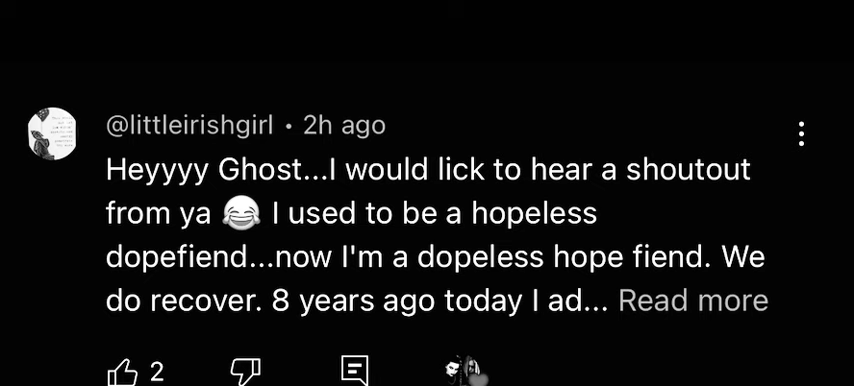 @littleirishgirl • 2h ago
Heyyyy Ghost...I would lick to hear a shoutout
from ya 😂 I used to be a hopeless
dopefiend...now I'm a dopeless hope fiend. We
do recover. 8 years ago today I ad... Read more
2